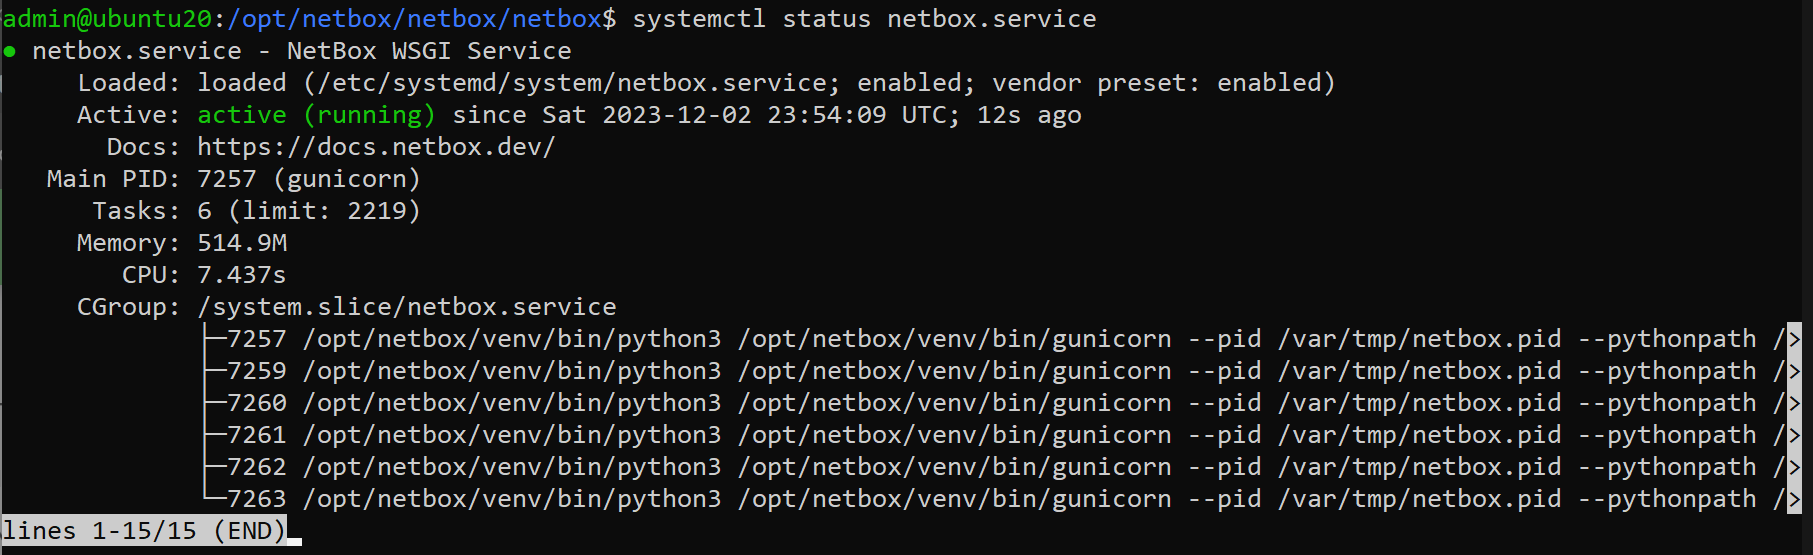 admin@ubuntu20:/opt/netbox/netbox/netbox$ systemctl status netbox.service
● netbox.service - NetBox WSGI Service
     Loaded: loaded (/etc/systemd/system/netbox.service; enabled; vendor preset: enabled)
     Active: active (running) since Sat 2023-12-02 23:54:09 UTC; 12s ago
       Docs: https://docs.netbox.dev/
   Main PID: 7257 (gunicorn)
      Tasks: 6 (limit: 2219)
     Memory: 514.9M
        CPU: 7.437s
     CGroup: /system.slice/netbox.service
             ├─7257 /opt/netbox/venv/bin/python3 /opt/netbox/venv/bin/gunicorn --pid /var/tmp/netbox.pid --pythonpath />
             ├─7259 /opt/netbox/venv/bin/python3 /opt/netbox/venv/bin/gunicorn --pid /var/tmp/netbox.pid --pythonpath />
             ├─7260 /opt/netbox/venv/bin/python3 /opt/netbox/venv/bin/gunicorn --pid /var/tmp/netbox.pid --pythonpath />
             ├─7261 /opt/netbox/venv/bin/python3 /opt/netbox/venv/bin/gunicorn --pid /var/tmp/netbox.pid --pythonpath />
             ├─7262 /opt/netbox/venv/bin/python3 /opt/netbox/venv/bin/gunicorn --pid /var/tmp/netbox.pid --pythonpath />
             └─7263 /opt/netbox/venv/bin/python3 /opt/netbox/venv/bin/gunicorn --pid /var/tmp/netbox.pid --pythonpath />
lines 1-15/15 (END)